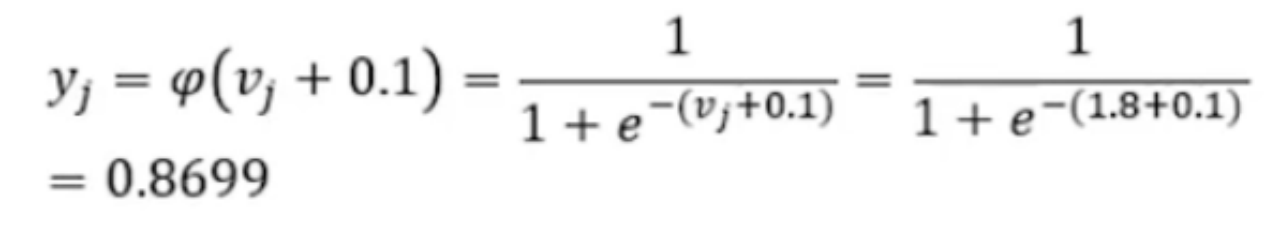 y_j = φ(v_j + 0.1) = 1 / (1 + e^{-(v_j+0.1)}) = 1 / (1 + e^{-(1.8+0.1)})
= 0.8699